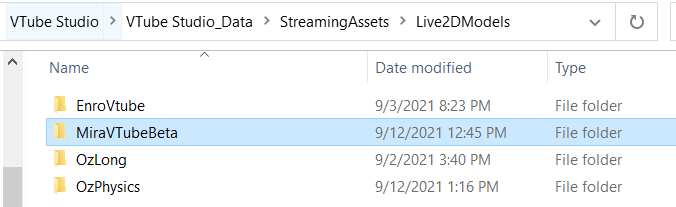 VTube Studio > VTube Studio_Data > StreamingAssets > Live2DModels
Name Date modified Type
EnroVtube 9/3/2021 8:23 PM File folder
MiraVTubeBeta 9/12/2021 12:45 PM File folder
OzLong 9/2/2021 3:40 PM File folder
OzPhysics 9/12/2021 1:16 PM File folder